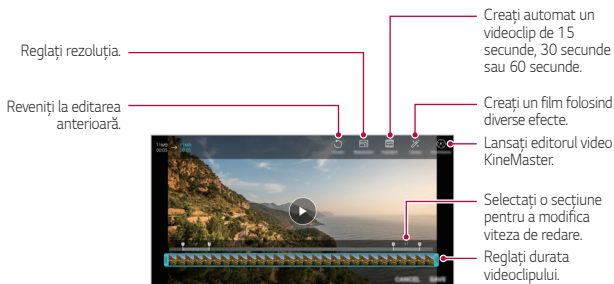 Creați automat un
videoclip de 15
secunde, 30 secunde
sau 60 secunde.
Reglați rezoluția.
Reveniți la editarea
anterioară.
Creați un film folosind
diverse efecte.
Lansați editorul video
KineMaster.
Selectați o secțiune
pentru a modifica
viteza de redare.
Reglați durata
videoclipului.
CANCEL SAVE